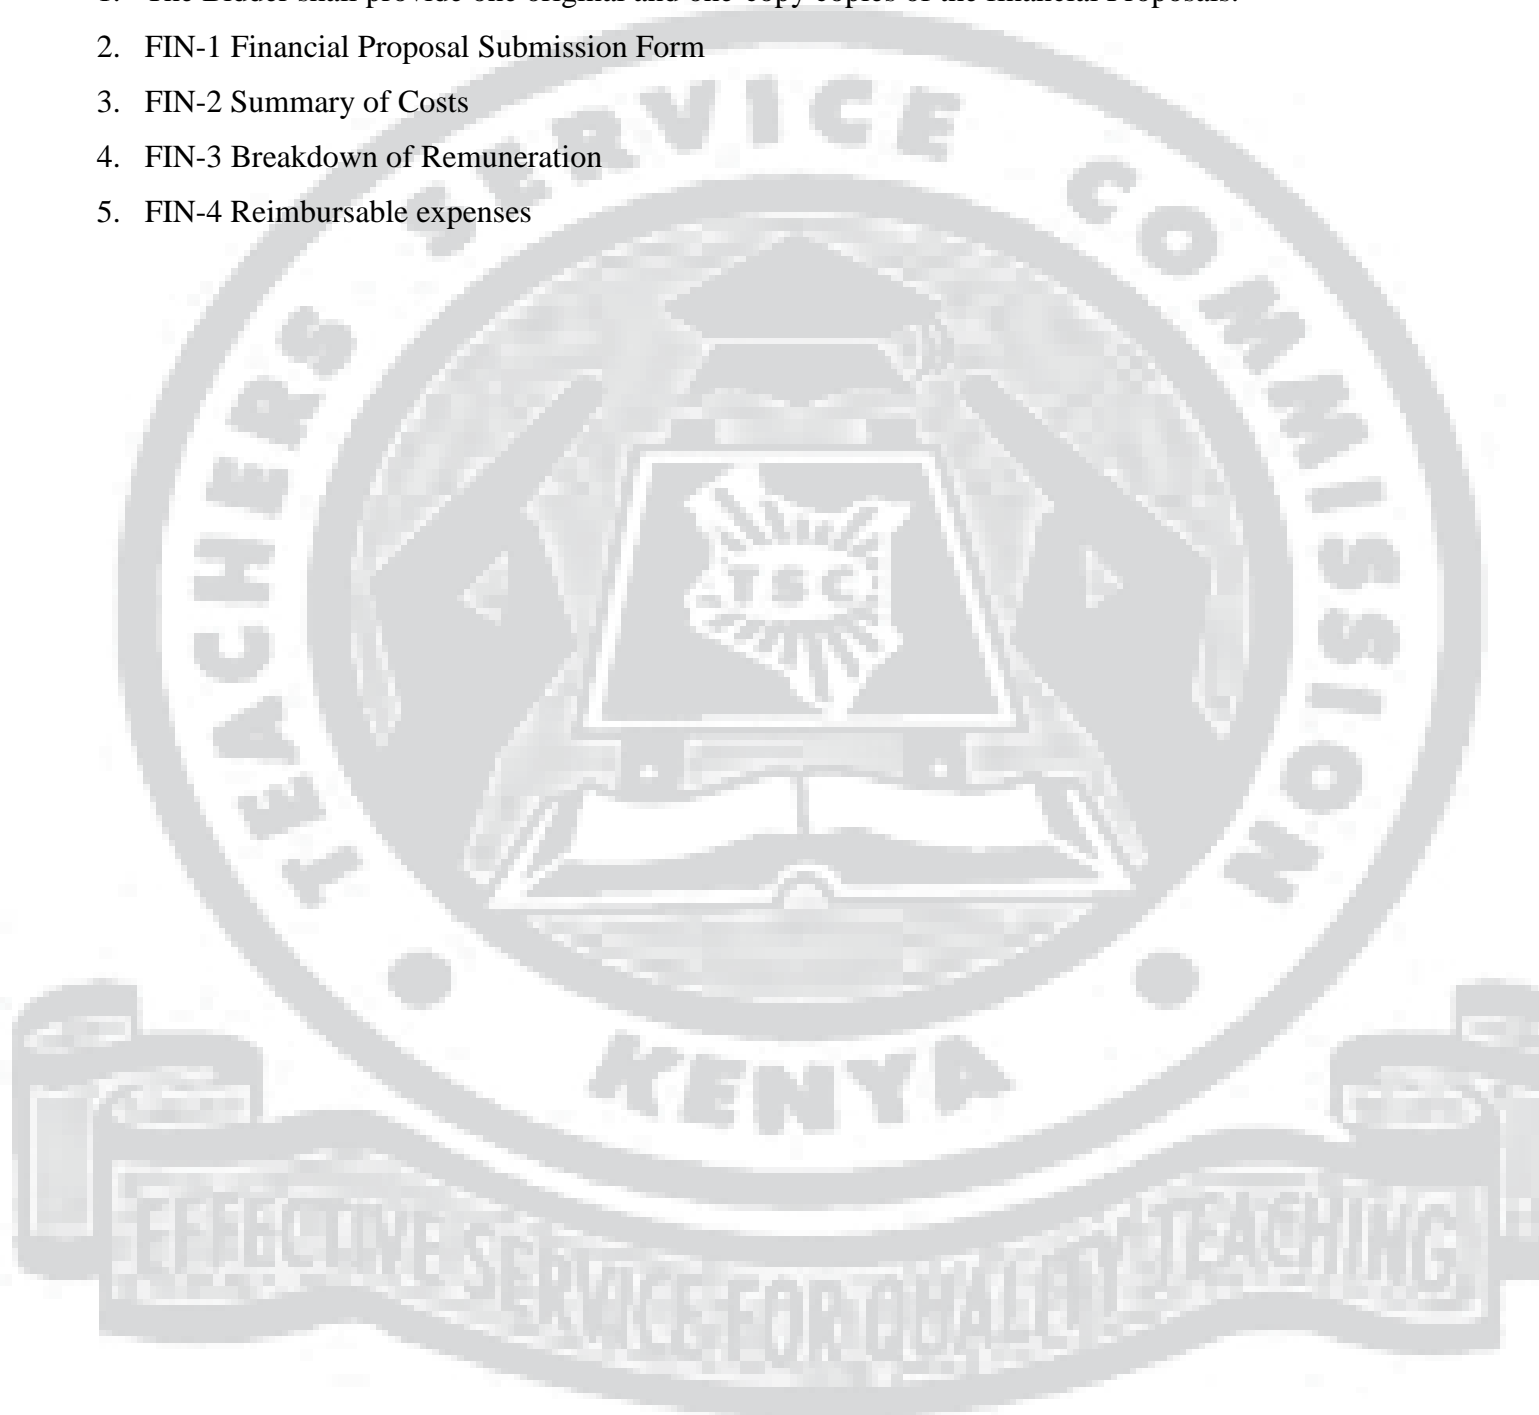 1. The Bidder shall provide one original and one copy copies of the financial Proposals.
2. FIN-1 Financial Proposal Submission Form
3. FIN-2 Summary of Costs
4. FIN-3 Breakdown of Remuneration
5. FIN-4 Reimbursable expenses
TEACHERS SERVICE COMMISSION
TSC
KENYA
EFFECTIVE SERVICE FOR QUALITY TEACHING